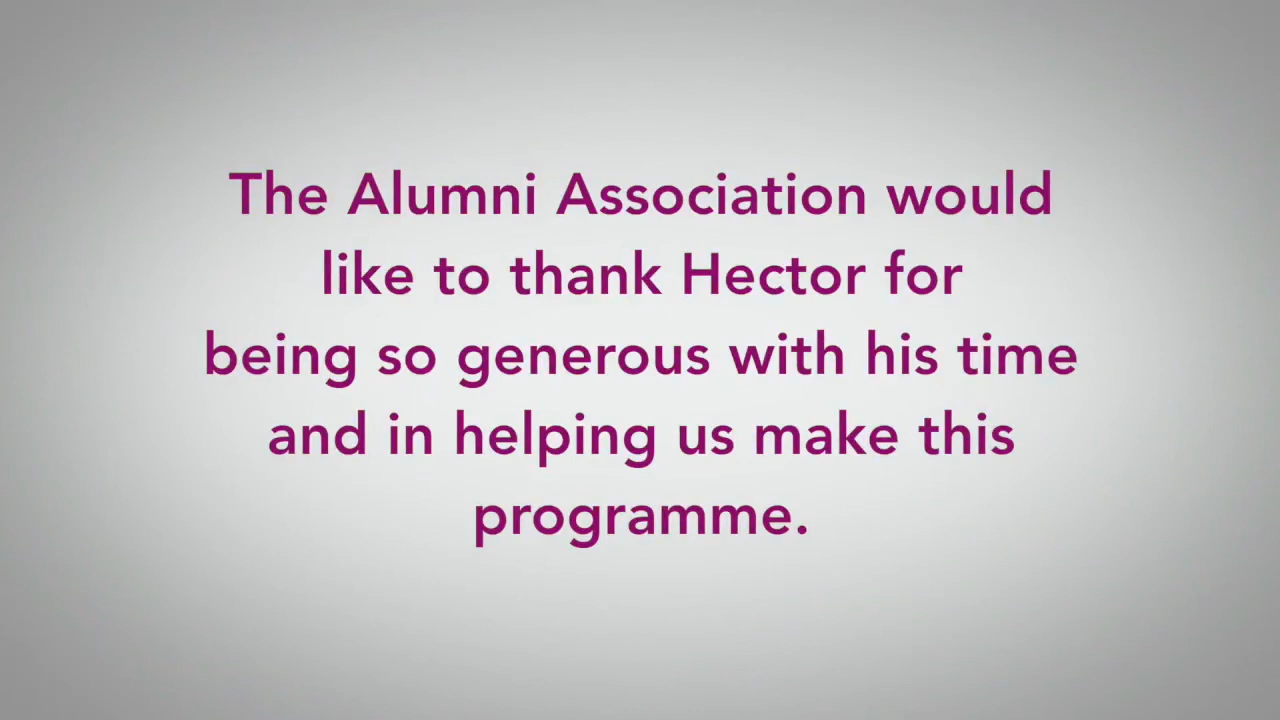 The Alumni Association would
like to thank Hector for
being so generous with his time
and in helping us make this
programme.